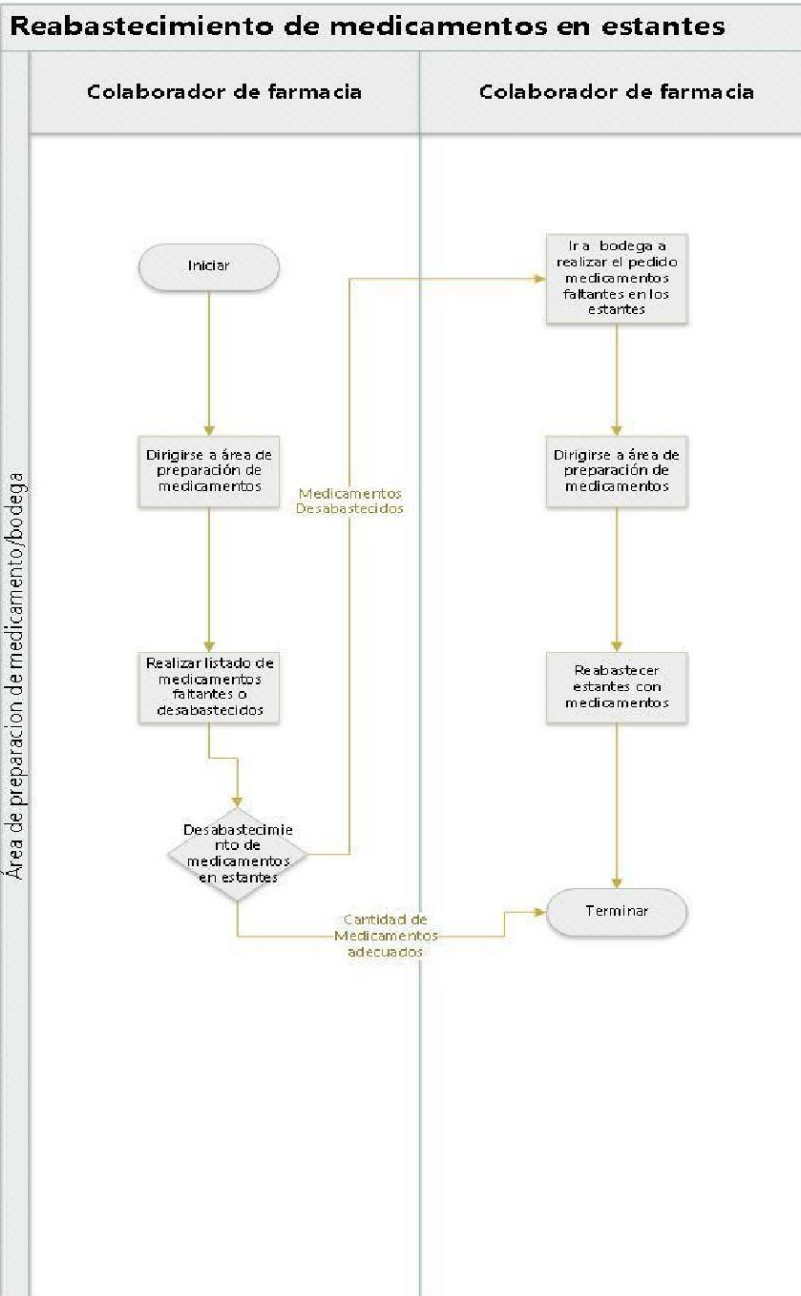 Reabastecimiento de medicamentos en estantes
Colaborador de farmacia
Colaborador de farmacia
Área de preparacion de medicamento/bodega
Iniciar
Dirigirse a área de
preparación de
medicamentos
Realizar listado de
medicamentos
faltantes o
desabastecidos
Desabastecimie
nto de
medicamentos
en estantes
Medicamentos
Desabastecidos
Cantidad de
Medicamentos
adecuados
Ir a bodega a
realizar el pedido
medicamentos
faltantes en los
estantes
Dirigirse a área de
preparación de
medicamentos
Reabastecer
estantes con
medicamentos
Terminar